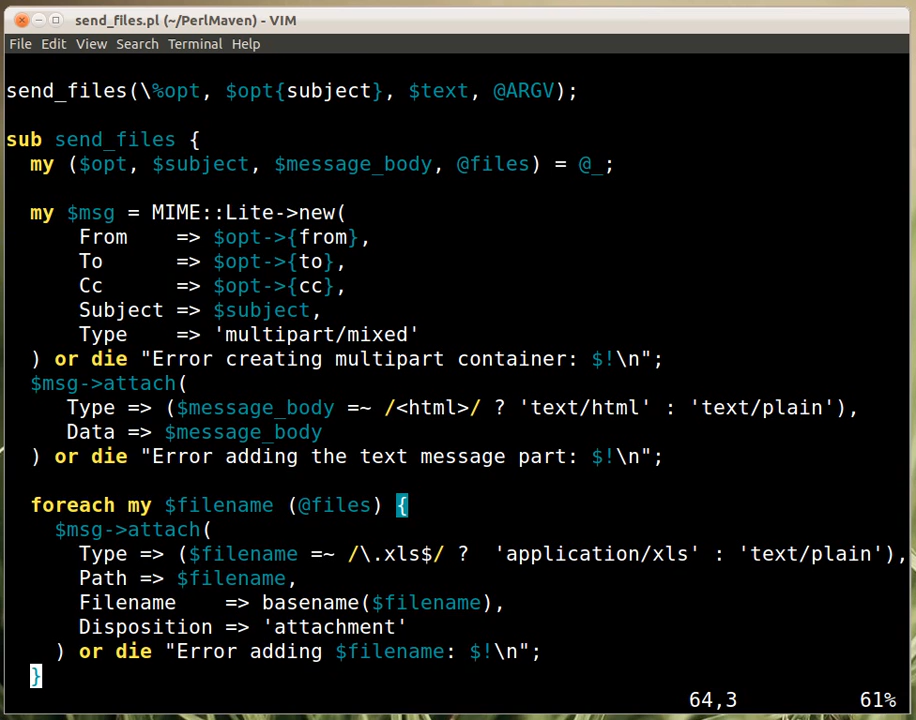 send_files.pl (~/PerlMaven) - VIM
File Edit View Search Terminal Help
send_files(\%opt, $opt{subject}, $text, @ARGV);
sub send_files {
  my ($opt, $subject, $message_body, @files) = @_;
  my $msg = MIME::Lite->new(
      From    => $opt->{from},
      To      => $opt->{to},
      Cc      => $opt->{cc},
      Subject => $subject,
      Type    => 'multipart/mixed'
  ) or die "Error creating multipart container: $!\n";
  $msg->attach(
     Type => ($message_body =~ /<html>/ ? 'text/html' : 'text/plain'),
     Data => $message_body
  ) or die "Error adding the text message part: $!\n";
  foreach my $filename (@files) {
    $msg->attach(
      Type => ($filename =~ /\.xls$/ ?  'application/xls' : 'text/plain'),
      Path => $filename,
      Filename    => basename($filename),
      Disposition => 'attachment'
    ) or die "Error adding $filename: $!\n";
  }
64,3 61%